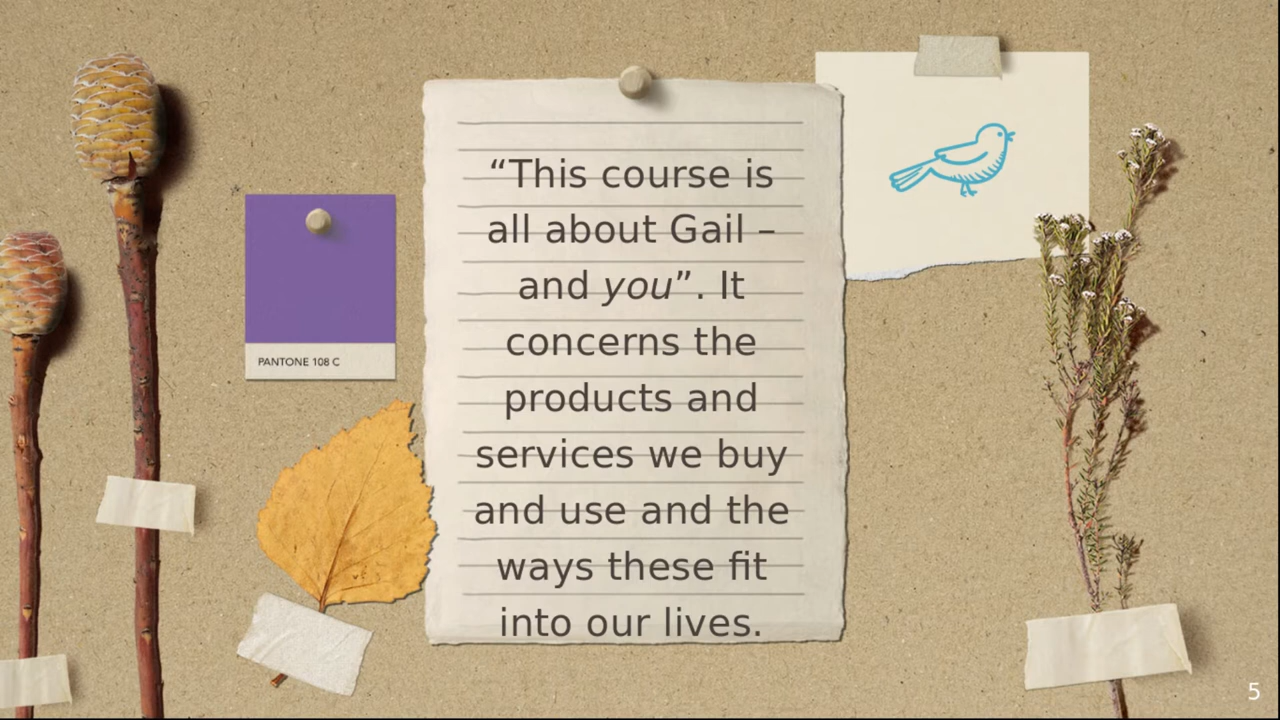 “This course is
all about Gail –
and you”. It
concerns the
products and
services we buy
and use and the
ways these fit
into our lives.
PANTONE 108 C
5